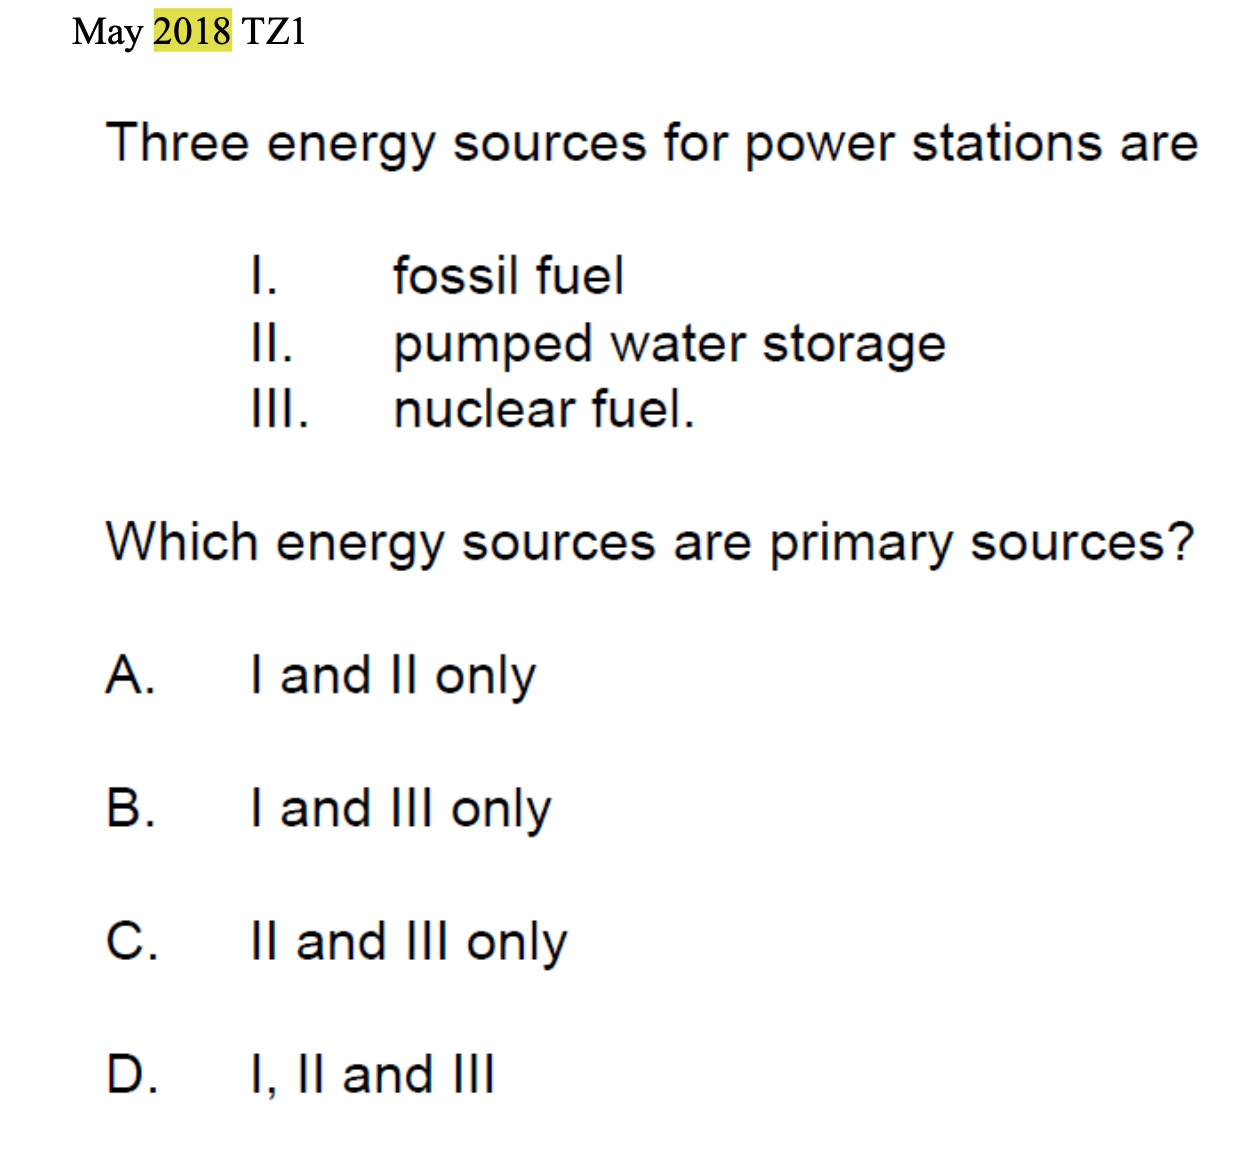 May 2018 TZ1
Three energy sources for power stations are
I. fossil fuel
II. pumped water storage
III. nuclear fuel.
Which energy sources are primary sources?
A. I and II only
B. I and III only
C. II and III only
D. I, II and III